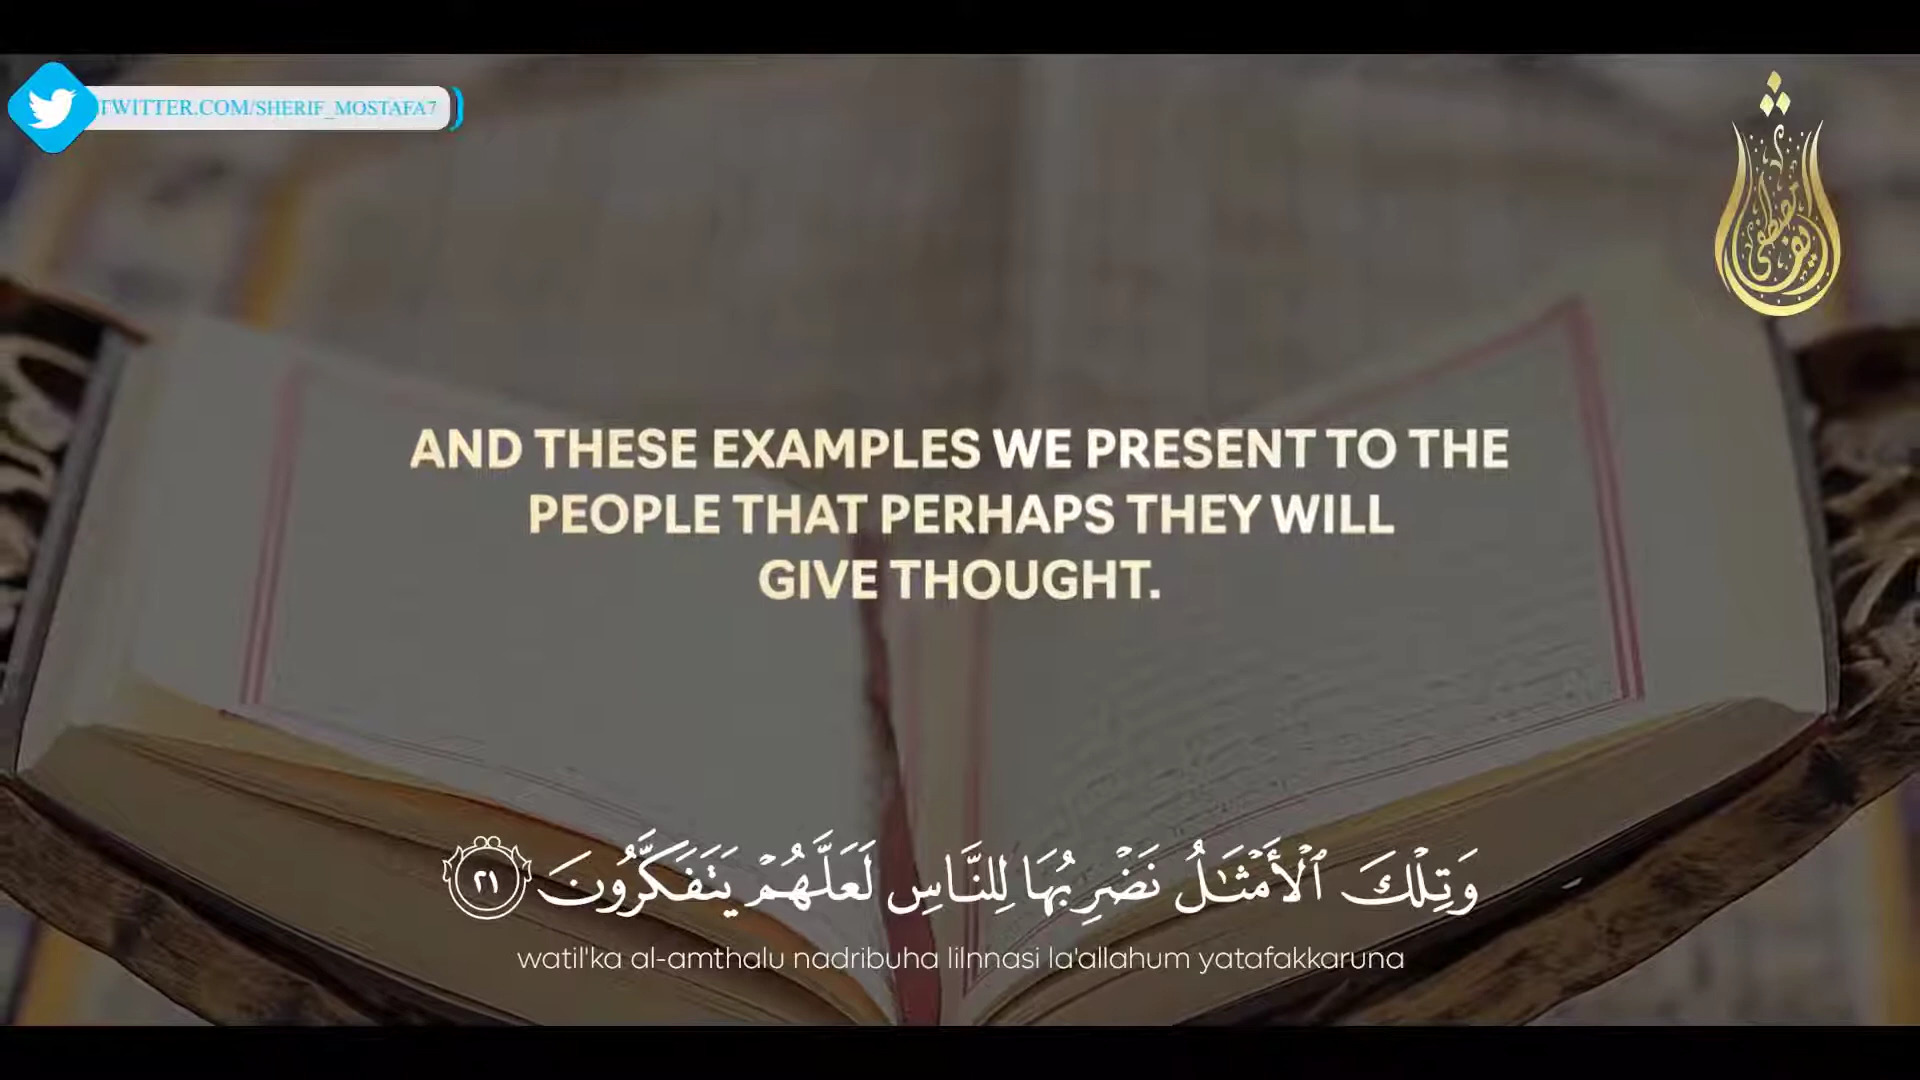 TWITTER.COM/SHERIF_MOSTAFA7
AND THESE EXAMPLES WE PRESENT TO THE
PEOPLE THAT PERHAPS THEY WILL
GIVE THOUGHT.
وَتِلْكَ ٱلْأَمْثَـٰلُ نَضْرِبُهَا لِلنَّاسِ لَعَلَّهُمْ يَتَفَكَّرُونَ ٢١
watil'ka al-amthalu nadribuha lilnnasi la'allahum yatafakkaruna